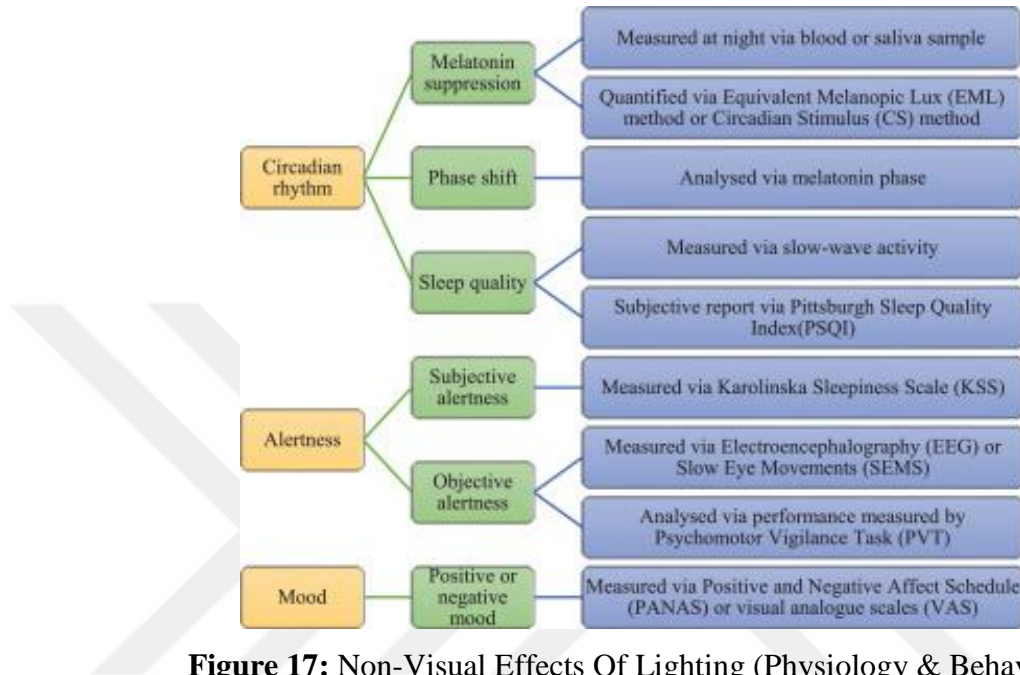 Circadian
rhythm
Melatonin
suppression
Measured at night via blood or saliva sample
Quantified via Equivalent Melanopic Lux (EML)
method or Circadian Stimulus (CS) method
Phase shift
Analysed via melatonin phase
Sleep quality
Measured via slow-wave activity
Subjective report via Pittsburgh Sleep Quality
Index(PSQI)
Alertness
Subjective
alertness
Measured via Karolinska Sleepiness Scale (KSS)
Objective
alertness
Measured via Electroencephalography (EEG) or
Slow Eye Movements (SEMS)
Analysed via performance measured by
Psychomotor Vigilance Task (PVT)
Mood
Positive or
negative
mood
Measured via Positive and Negative Affect Schedule
(PANAS) or visual analogue scales (VAS)
Figure 17: Non-Visual Effects Of Lighting (Physiology &